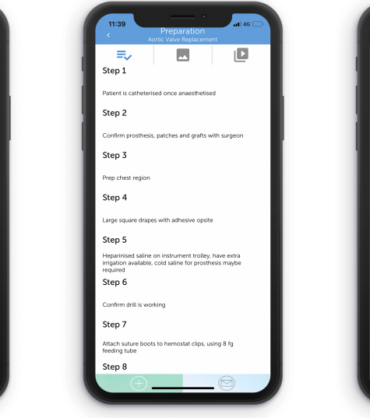 11:39
4G
Preparation
Aortic Valve Replacement
Step 1
Patient is catheterised once anaesthetised
Step 2
Confirm prosthesis, patches and grafts with surgeon
Step 3
Prep chest region
Step 4
Large square drapes with adhesive opsite
Step 5
Heparinised saline on instrument trolley, have extra
irrigation available, cold saline for prosthesis maybe
required
Step 6
Confirm drill is working
Step 7
Attach suture boots to hemostat clips, using 8 fg
feeding tube
Step 8